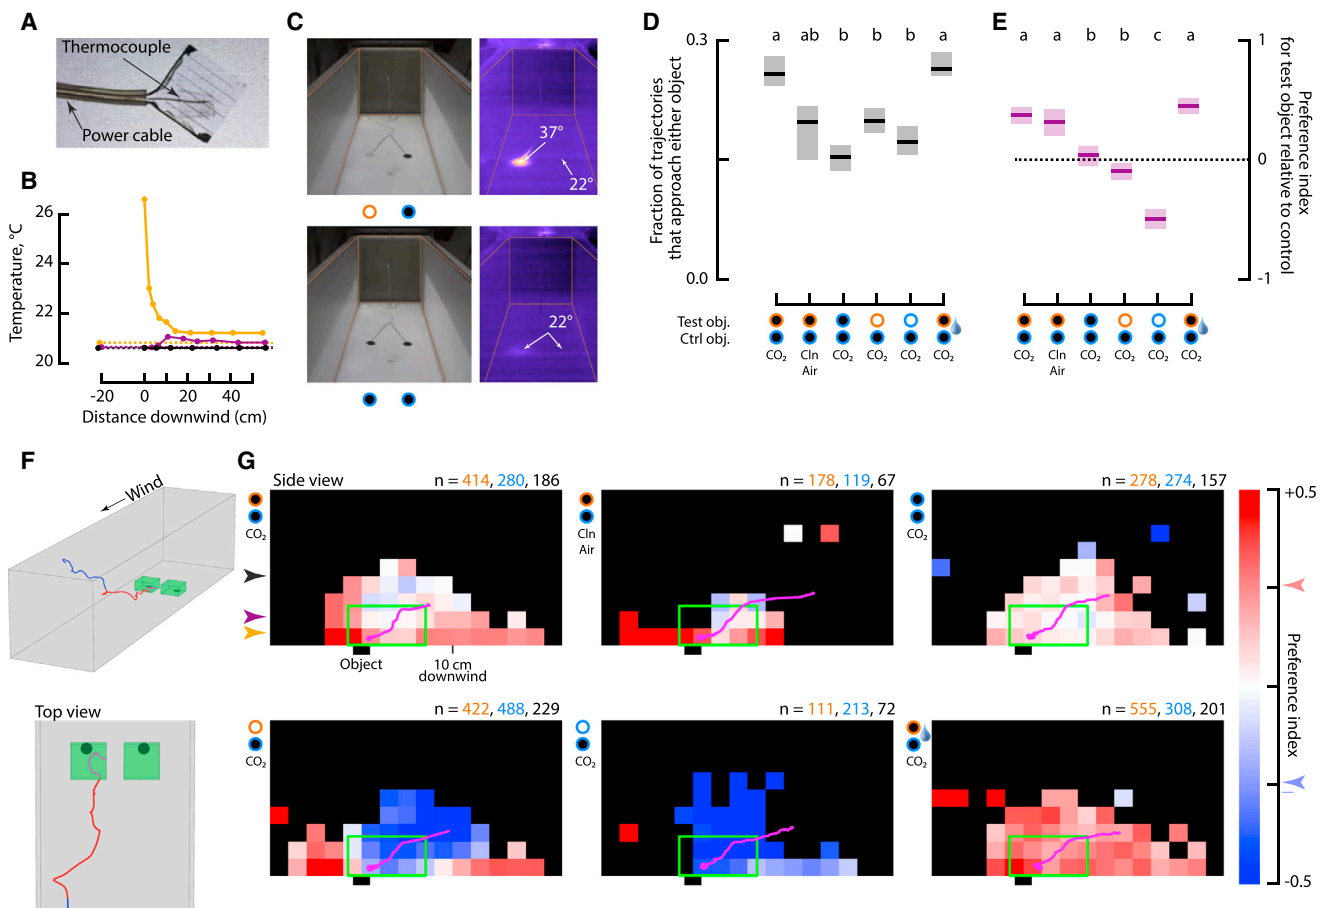 A
Thermocouple
Power cable
B
Temperature, °C
26
24
22
20
-20 0 20 40
Distance downwind (cm)
C
37°
22°
22°
D
0.3
0.0
Fraction of trajectories
that approach either object
a ab b b b a
Test obj.
Ctrl obj.
CO₂ Cln Air CO₂ CO₂ CO₂ CO₂
E
a a b b c a
1
0
-1
Preference index
for test object relative to control
CO₂ Cln Air CO₂ CO₂ CO₂ CO₂
F
Wind
Top view
G
Side view
n = 414, 280, 186
CO₂
Object
10 cm
downwind
n = 178, 119, 67
Cln
Air
n = 278, 274, 157
CO₂
n = 422, 488, 229
CO₂
n = 111, 213, 72
CO₂
n = 555, 308, 201
CO₂
+0.5
Preference index
-0.5